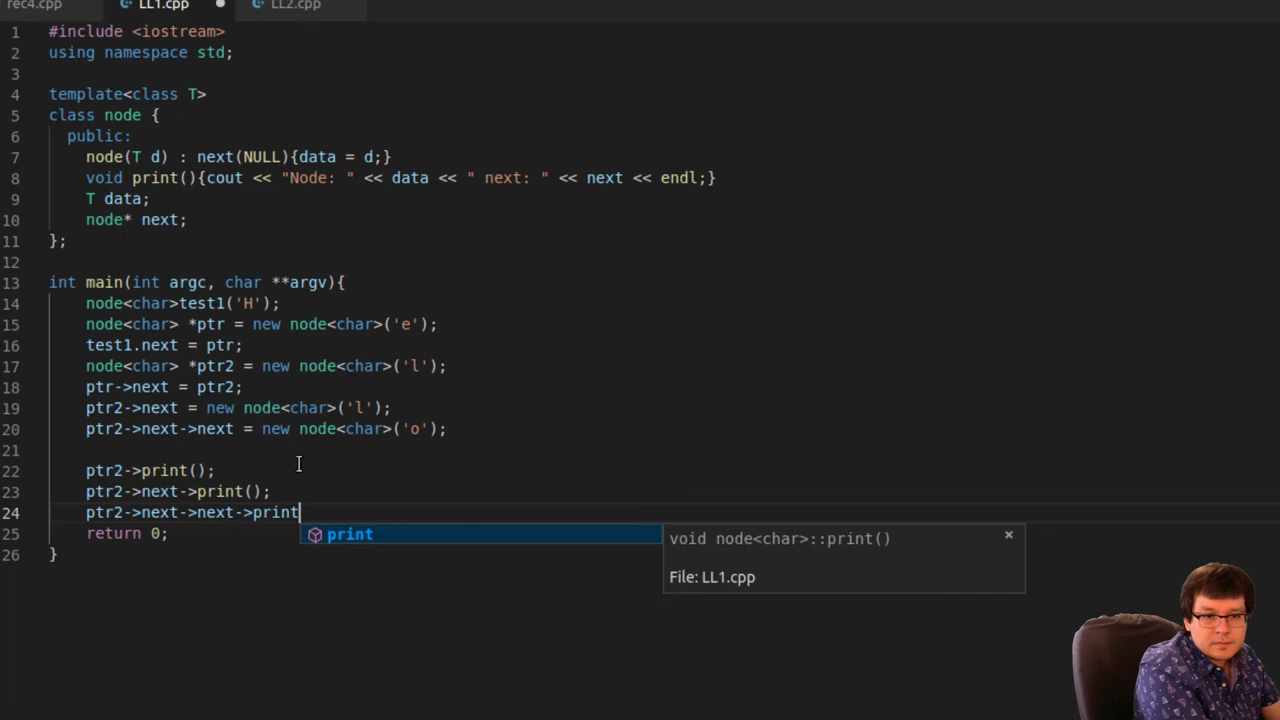 rec4.cpp LL1.cpp LL2.cpp
1 #include <iostream>
2 using namespace std;
3
4 template<class T>
5 class node {
6 public:
7 node(T d) : next(NULL){data = d;}
8 void print(){cout << "Node: " << data << " next: " << next << endl;}
9 T data;
10 node* next;
11 };
12
13 int main(int argc, char **argv){
14 node<char>test1('H');
15 node<char> *ptr = new node<char>('e');
16 test1.next = ptr;
17 node<char> *ptr2 = new node<char>('l');
18 ptr->next = ptr2;
19 ptr2->next = new node<char>('l');
20 ptr2->next->next = new node<char>('o');
21
22 ptr2->print();
23 ptr2->next->print();
24 ptr2->next->next->print
25 return 0;
26 }
print
void node<char>::print()
File: LL1.cpp